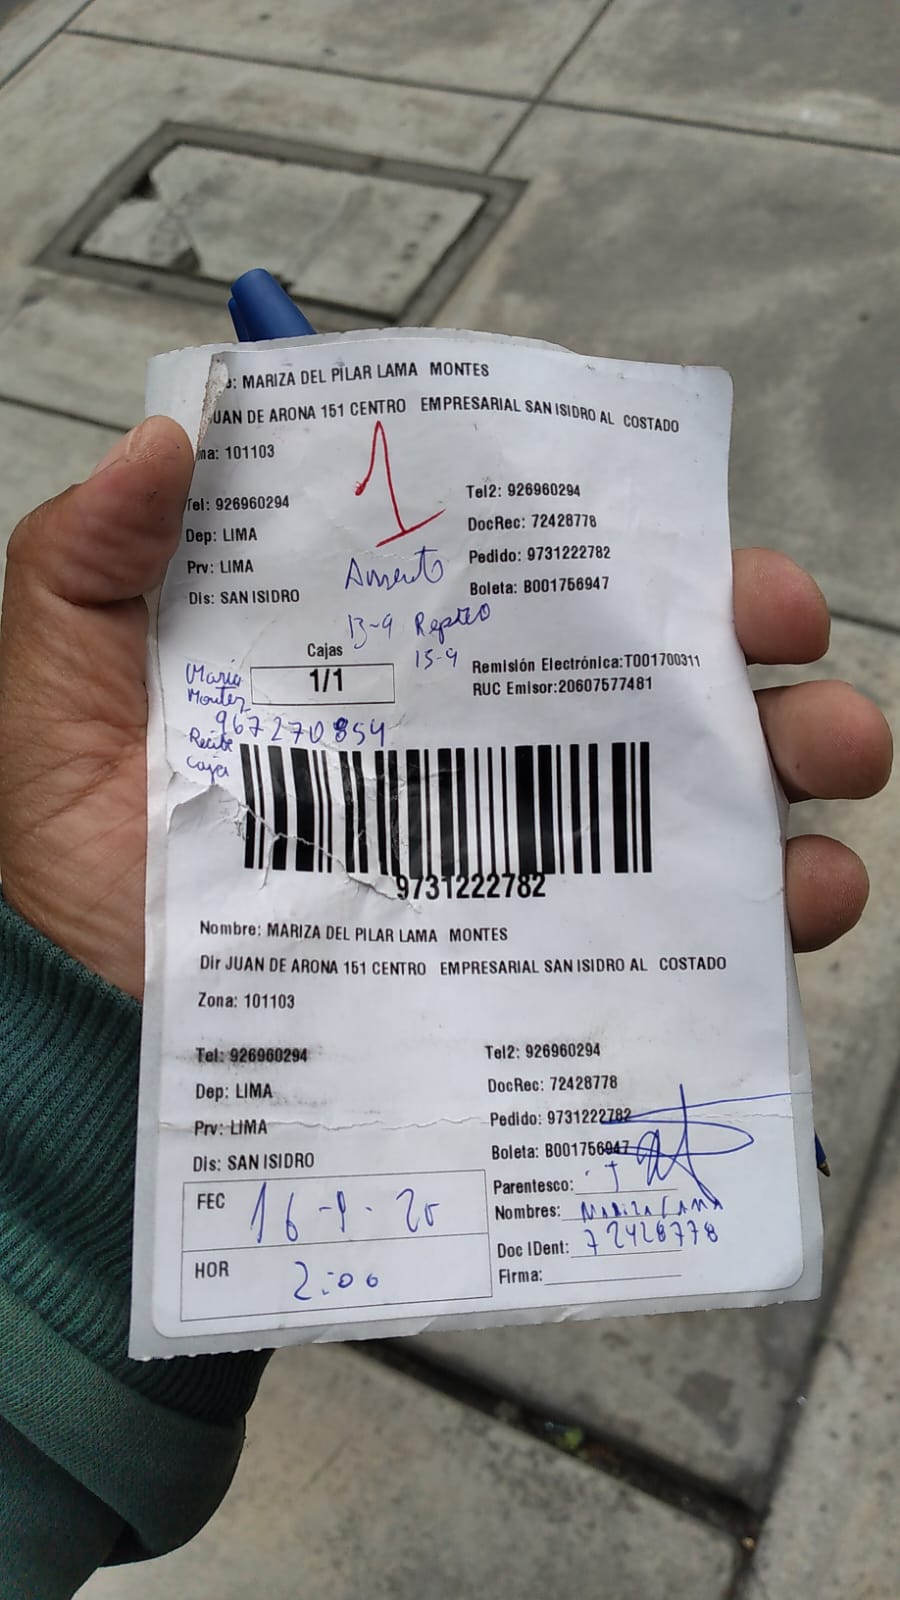 : MARIZA DEL PILAR LAMA MONTES
JUAN DE ARONA 151 CENTRO EMPRESARIAL SAN ISIDRO AL COSTADO
na: 101103
1
Tel: 926960294 Tel2: 926960294
Dep: LIMA DocRec: 72428778
Prv: LIMA Pedido: 9731222782
Dis: SAN ISIDRO Boleta: B001756947
Ausente
13-9 Repaso
15-9
Cajas
1/1
Remisión Electrónica:T001700311
RUC Emisor:20607577481
Maria
Montez
967270854
Recibe
Caja
9731222782
Nombre: MARIZA DEL PILAR LAMA MONTES
Dir JUAN DE ARONA 151 CENTRO EMPRESARIAL SAN ISIDRO AL COSTADO
Zona: 101103
Tel: 926960294 Tel2: 926960294
Dep: LIMA DocRec: 72428778
Prv: LIMA Pedido: 9731222782
Dis: SAN ISIDRO Boleta: B001756947
FEC 16-9-20
HOR 2:00
Parentesco:
Nombres: Mariza Lama
Doc IDent: 72428778
Firma: